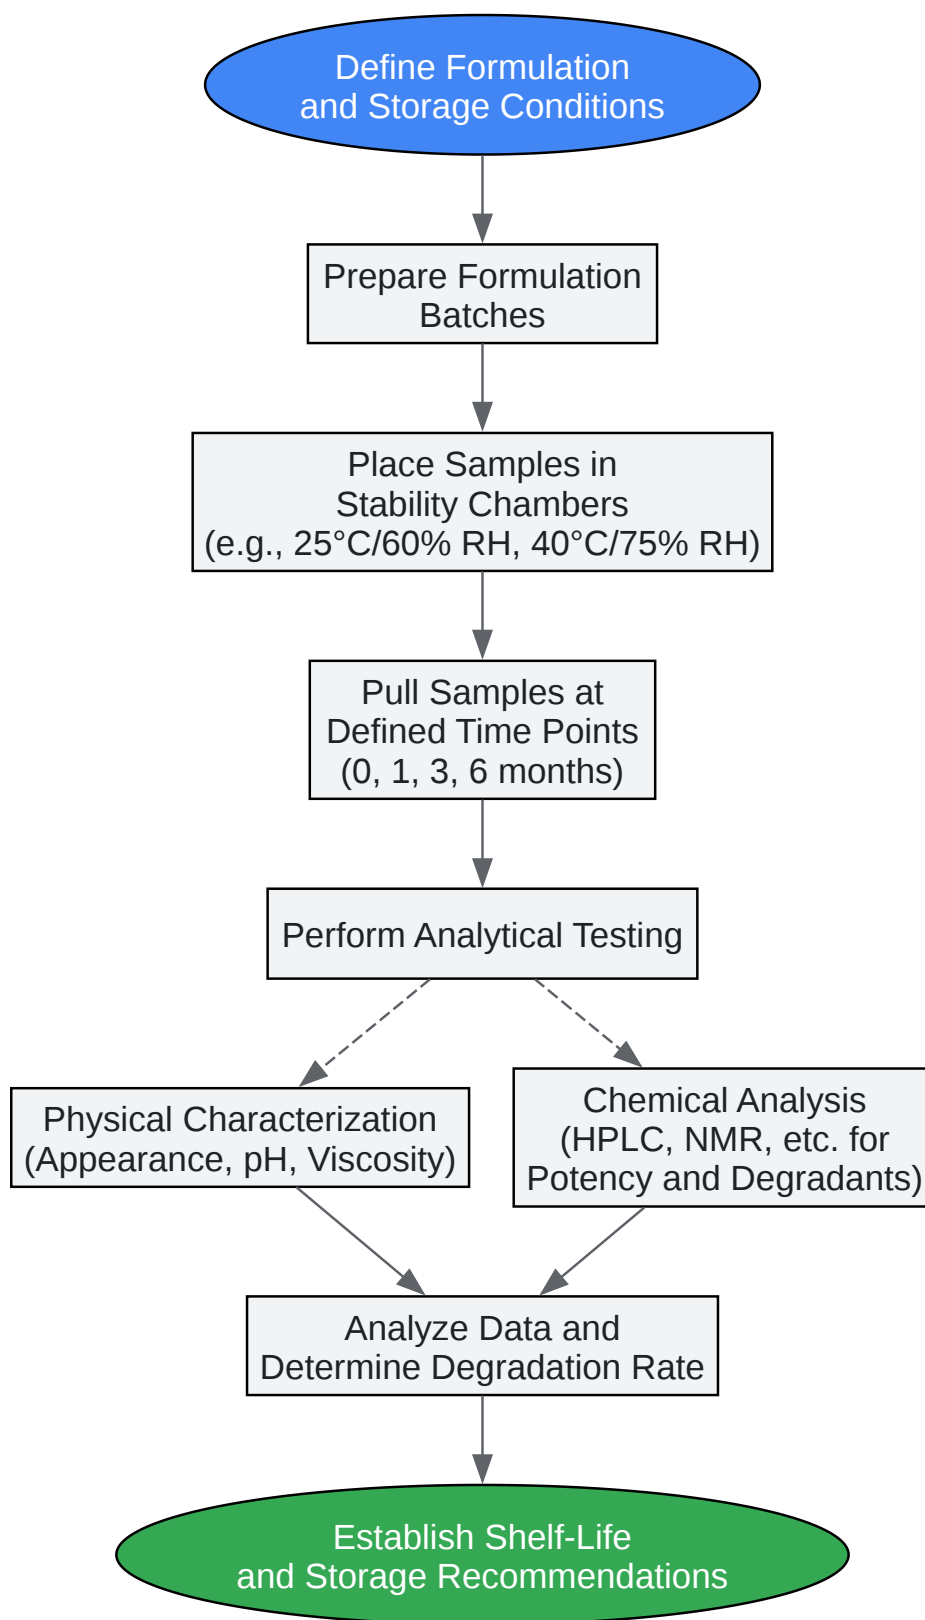 Define Formulation
and Storage Conditions
Prepare Formulation
Batches
Place Samples in
Stability Chambers
(e.g., 25°C/60% RH, 40°C/75% RH)
Pull Samples at
Defined Time Points
(0, 1, 3, 6 months)
Perform Analytical Testing
Physical Characterization
(Appearance, pH, Viscosity)
Chemical Analysis
(HPLC, NMR, etc. for
Potency and Degradants)
Analyze Data and
Determine Degradation Rate
Establish Shelf-Life
and Storage Recommendations